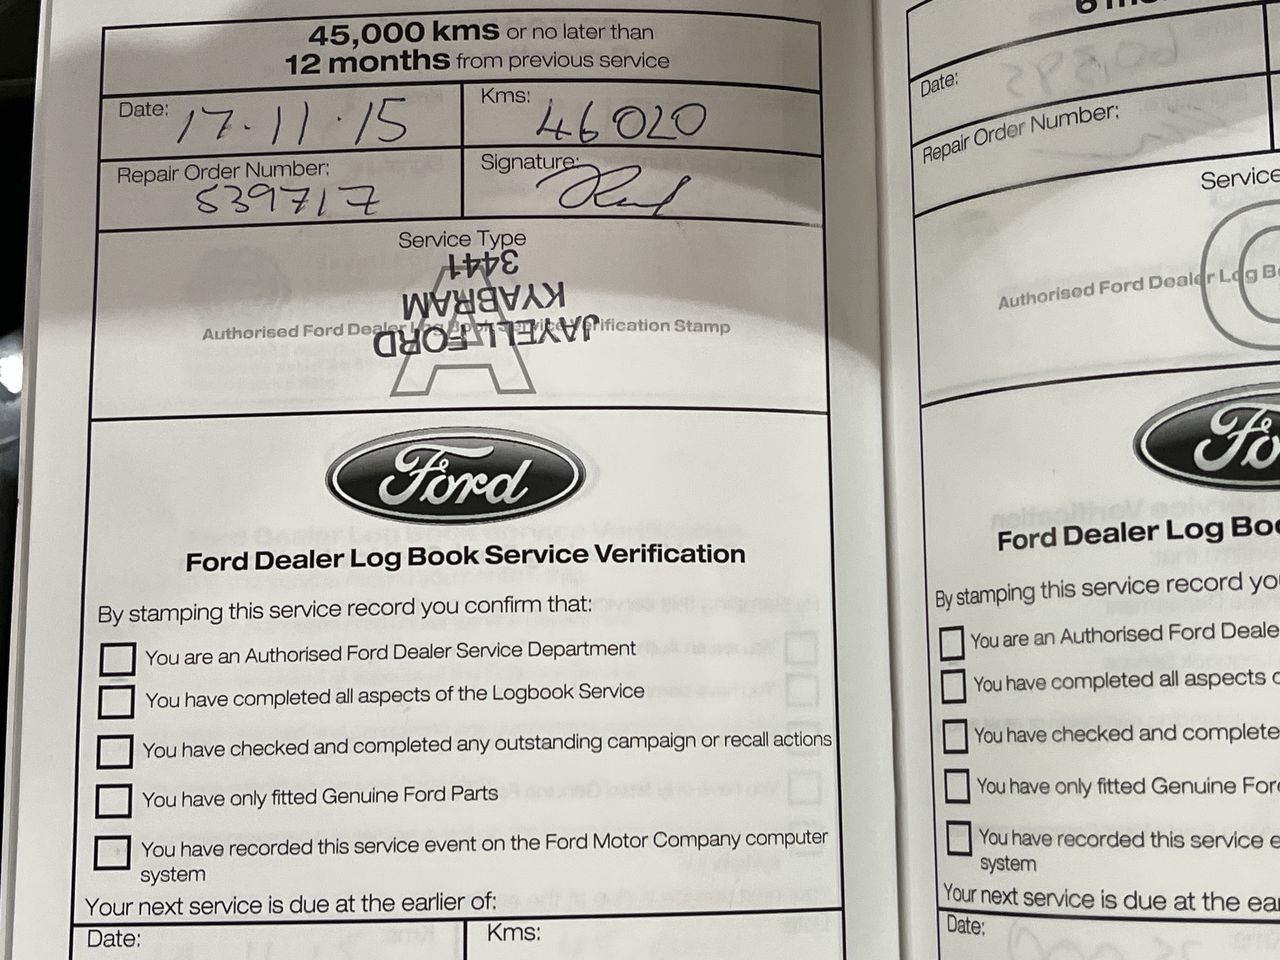 45,000 kms or no later than
12 months from previous service
Date: 17.11.15
Kms: 46020
Repair Order Number: 539717
Signature:
Service Type
A
Authorised Ford Dealer Log Book Service Verification Stamp
JAYELL FORD
KYABRAM
3441
Ford
Ford Dealer Log Book Service Verification
By stamping this service record you confirm that:
You are an Authorised Ford Dealer Service Department
You have completed all aspects of the Logbook Service
You have checked and completed any outstanding campaign or recall actions
You have only fitted Genuine Ford Parts
You have recorded this service event on the Ford Motor Company computer
system
Your next service is due at the earlier of:
Date:
Kms:
Date:
Repair Order Number:
Service
Authorised Ford Dealer Log B
Fo
Ford Dealer Log Boo
By stamping this service record yo
You are an Authorised Ford Deale
You have completed all aspects o
You have checked and complete
You have only fitted Genuine For
You have recorded this service e
system
Your next service is due at the ea
Date: